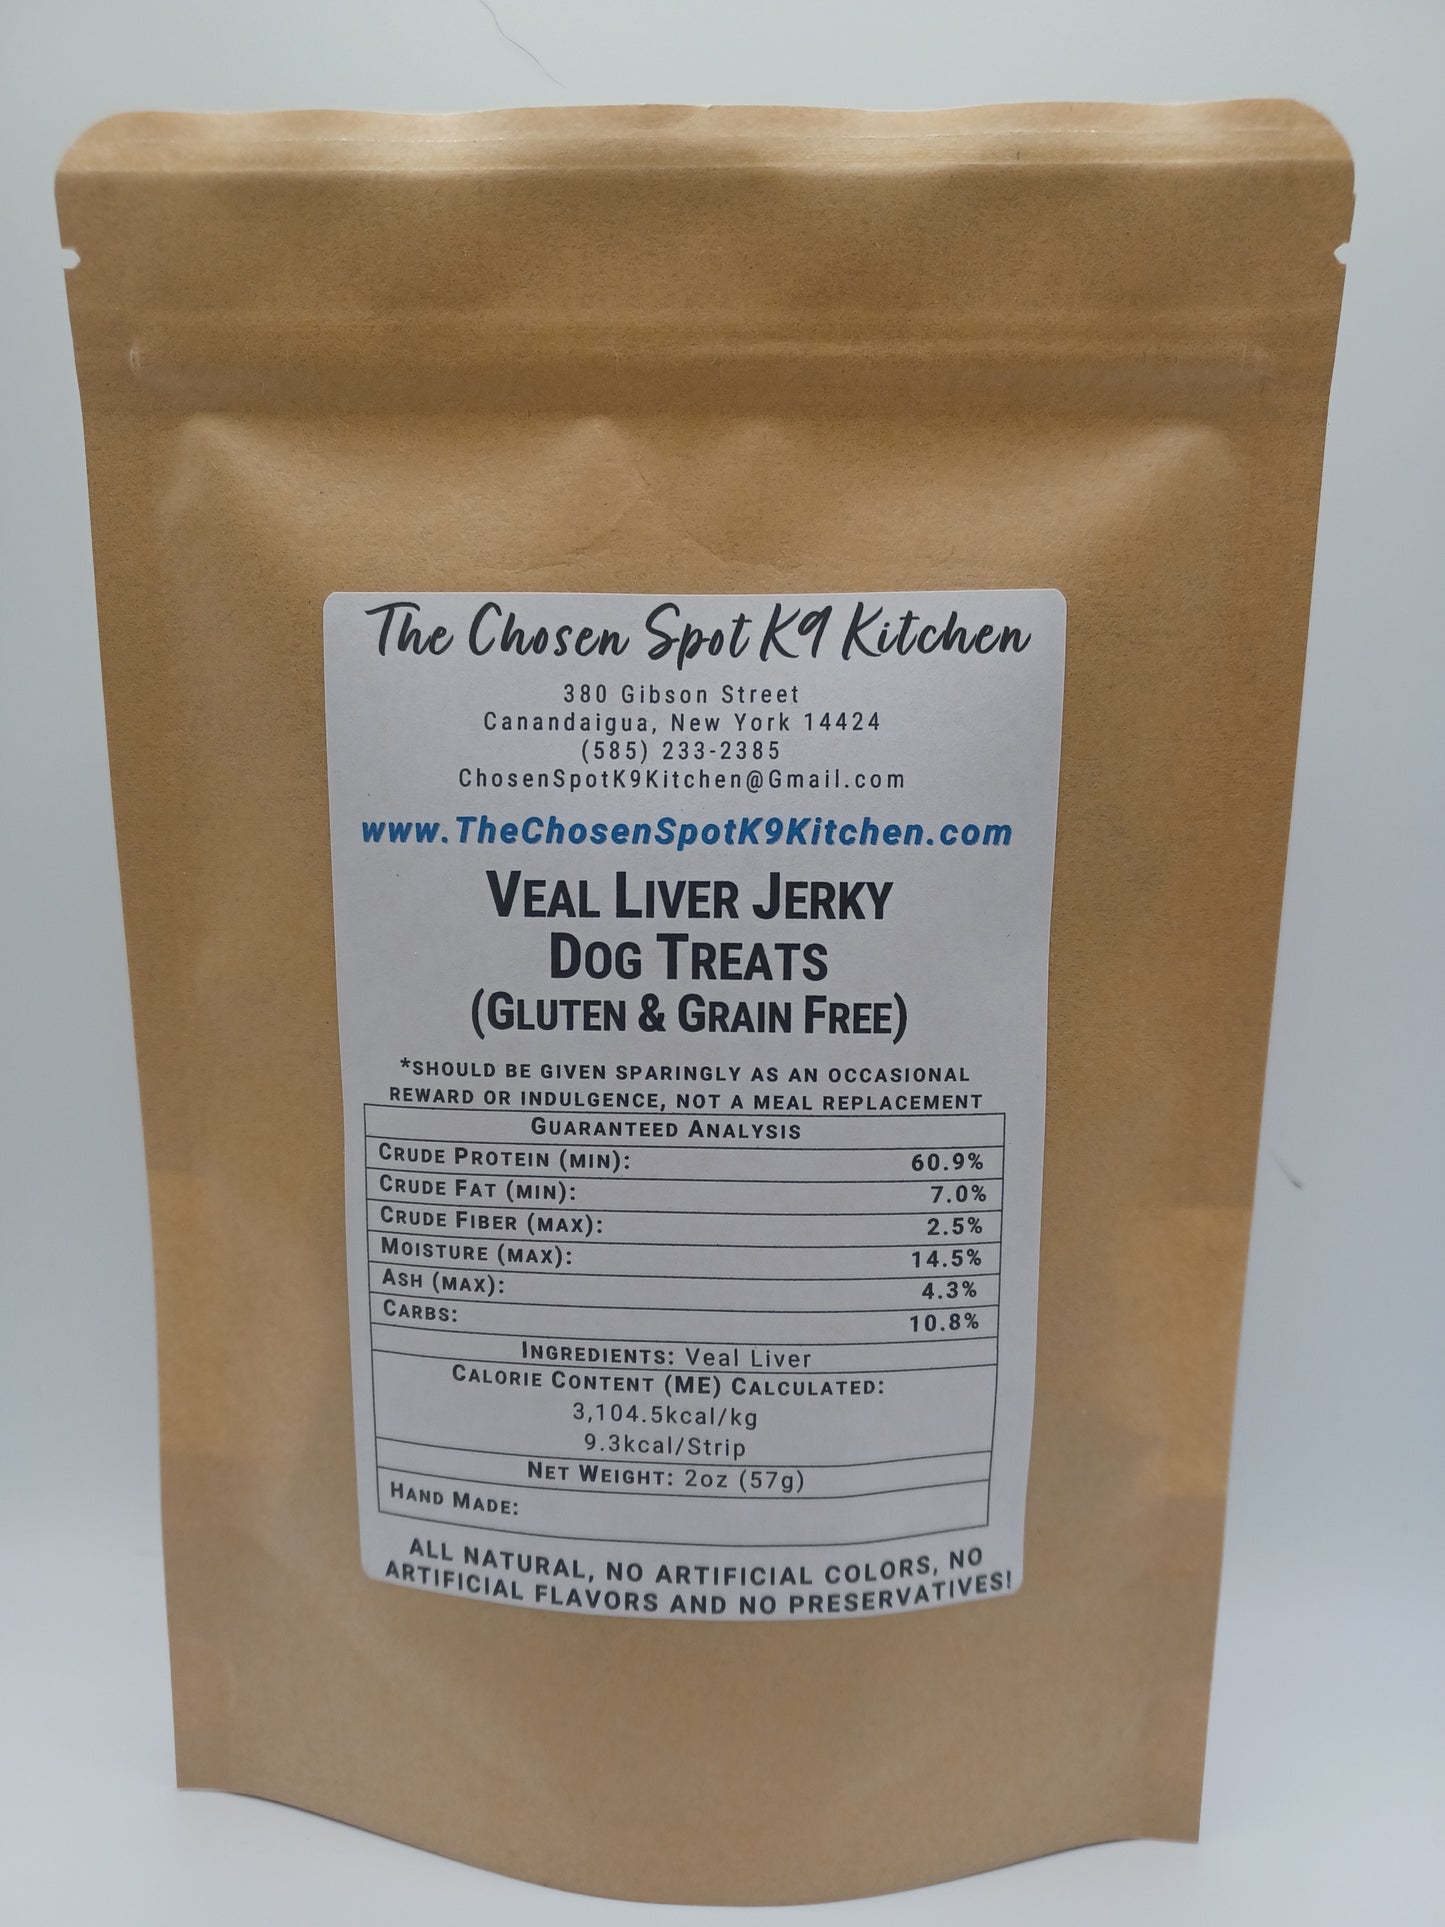 The Chosen Spot K9 Kitchen
380 Gibson Street
Canandaigua, New York 14424
(585) 233-2385
ChosenSpotK9Kitchen@Gmail.com
www.TheChosenSpotK9Kitchen.com
VEAL LIVER JERKY
DOG TREATS
(GLUTEN & GRAIN FREE)
*SHOULD BE GIVEN SPARINGLY AS AN OCCASIONAL
REWARD OR INDULGENCE, NOT A MEAL REPLACEMENT
GUARANTEED ANALYSIS
CRUDE PROTEIN (MIN): 60.9%
CRUDE FAT (MIN): 7.0%
CRUDE FIBER (MAX): 2.5%
MOISTURE (MAX): 14.5%
ASH (MAX): 4.3%
CARBS: 10.8%
INGREDIENTS: Veal Liver
CALORIE CONTENT (ME) CALCULATED:
3,104.5kcal/kg
9.3kcal/Strip
NET WEIGHT: 2oz (57g)
HAND MADE:
ALL NATURAL, NO ARTIFICIAL COLORS, NO
ARTIFICIAL FLAVORS AND NO PRESERVATIVES!